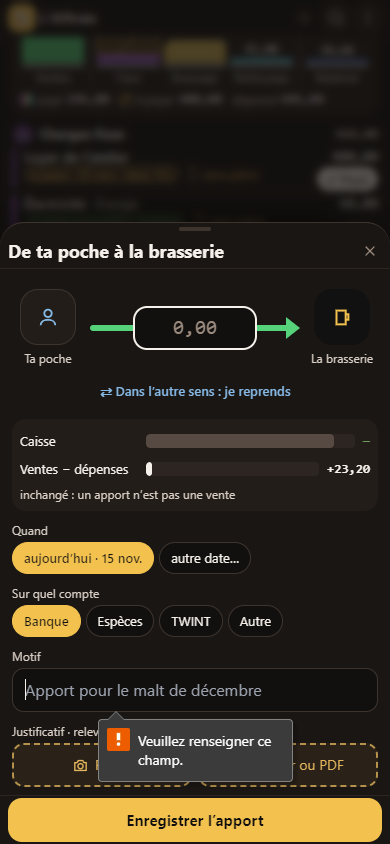 De ta poche à la brasserie
0,00
Ta poche
La brasserie
⇄ Dans l'autre sens : je reprends
Caisse –
Ventes – dépenses +23,20
inchangé : un apport n'est pas une vente
Quand
aujourd'hui · 15 nov.
autre date...
Sur quel compte
Banque
Espèces
TWINT
Autre
Motif
Apport pour le malt de décembre
Justificatif ·
Veuillez renseigner ce
champ.
ou PDF
Enregistrer l'apport